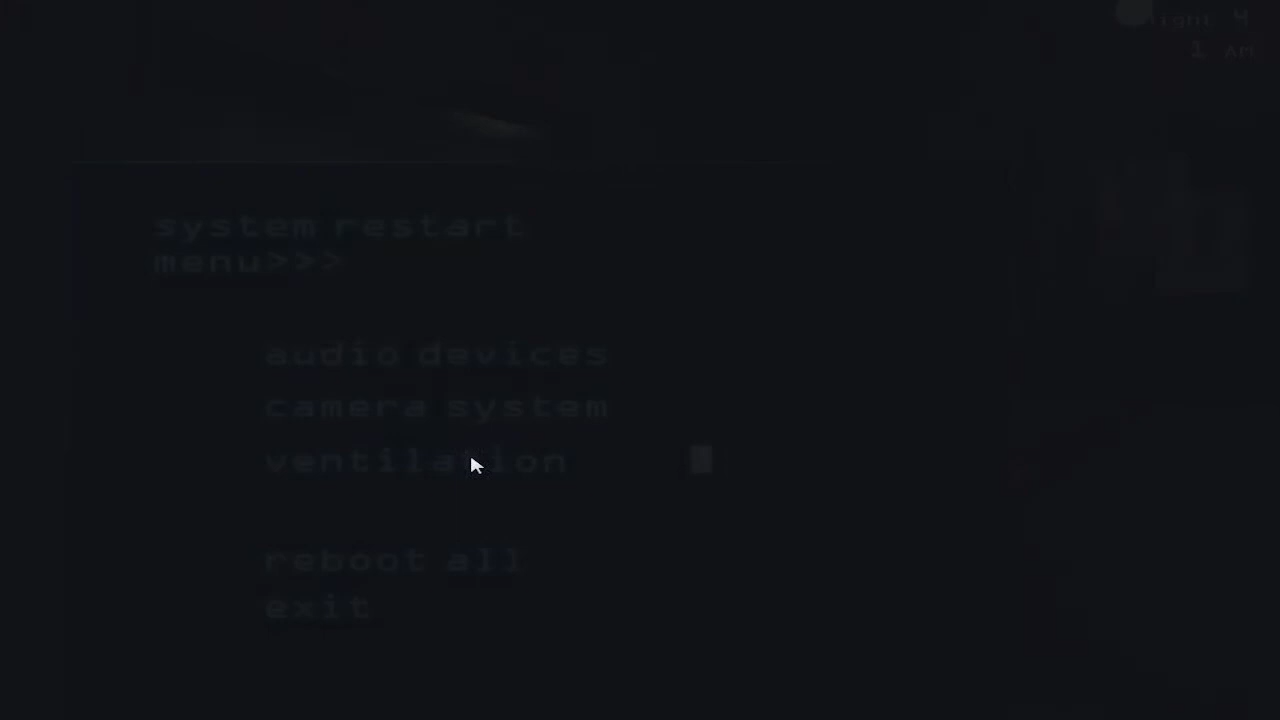 night 4
1 AM
system restart
menu>>>
audio devices
camera system
ventilation
reboot all
exit